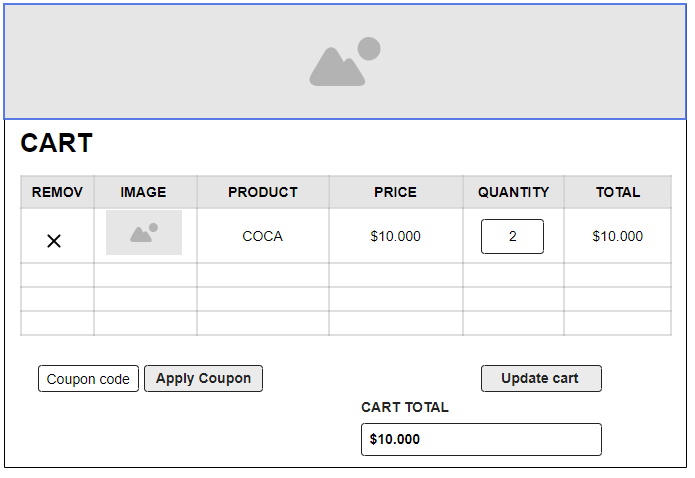 CART
REMOV IMAGE PRODUCT PRICE QUANTITY TOTAL
COCA $10.000 2 $10.000
Coupon code Apply Coupon Update cart
CART TOTAL
$10.000